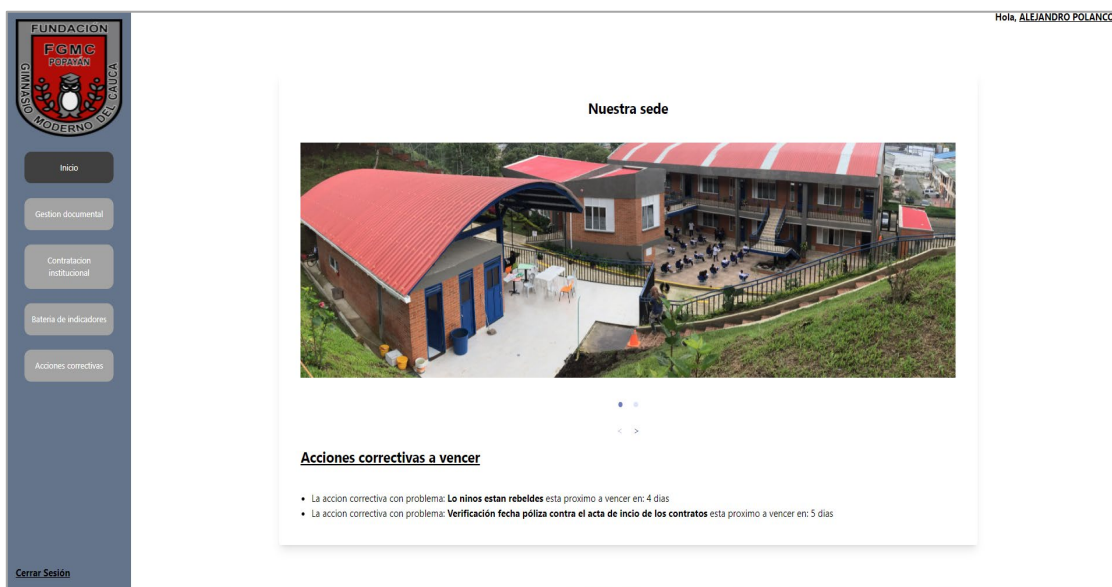 Hola, ALEJANDRO POLANCO
FUNDACIÓN
FGMC
POPAYÁN
GIMNASIO MODERNO DEL CAUCA
Inicio
Gestion documental
Contratacion
institucional
Bateria de indicadores
Acciones correctivas
Cerrar Sesión
Nuestra sede
< >
Acciones correctivas a vencer
• La accion correctiva con problema: Lo ninos estan rebeldes esta proximo a vencer en: 4 dias
• La accion correctiva con problema: Verificación fecha póliza contra el acta de incio de los contratos esta proximo a vencer en: 5 dias